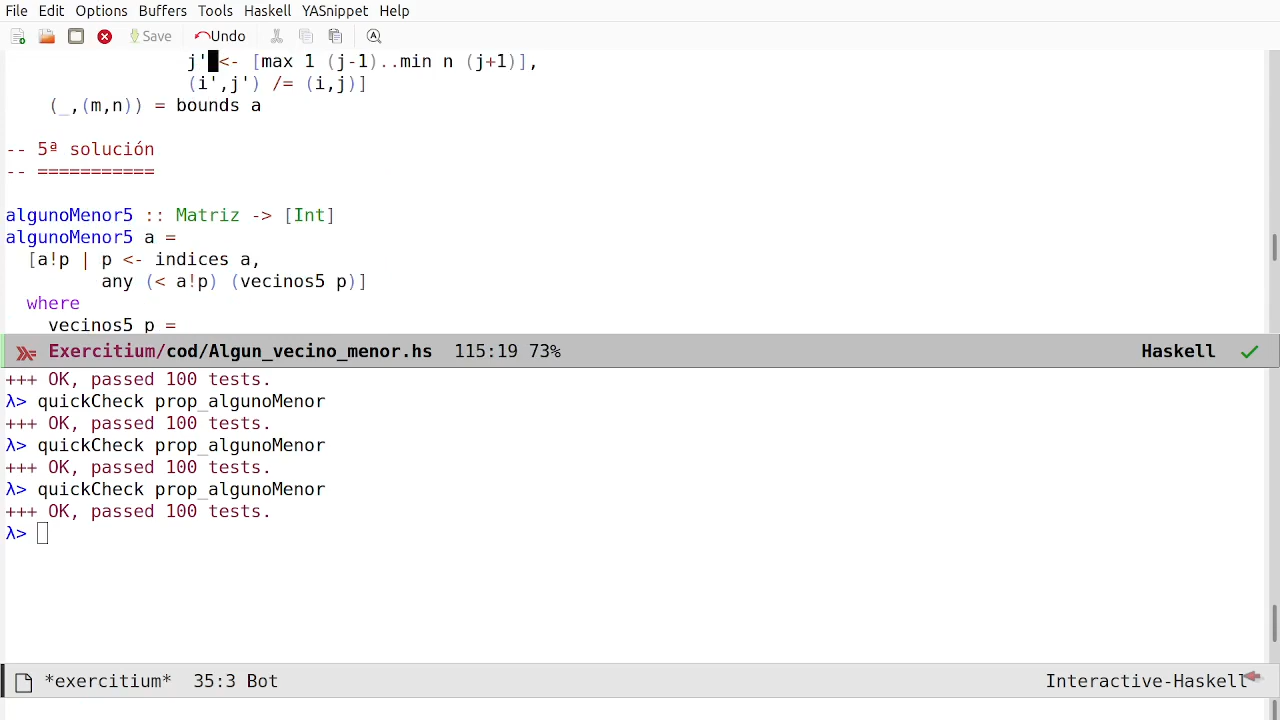 File Edit Options Buffers Tools Haskell YASnippet Help
Save Undo
j' <- [max 1 (j-1)..min n (j+1)],
(i',j') /= (i,j)]
(_,(m,n)) = bounds a
-- 5ª solución
-- ===========
algunoMenor5 :: Matriz -> [Int]
algunoMenor5 a =
[a!p | p <- indices a,
any (< a!p) (vecinos5 p)]
where
vecinos5 p =
Exercitium/cod/Algun_vecino_menor.hs 115:19 73% Haskell ✓
+++ OK, passed 100 tests.
λ> quickCheck prop_algunoMenor
+++ OK, passed 100 tests.
λ> quickCheck prop_algunoMenor
+++ OK, passed 100 tests.
λ> quickCheck prop_algunoMenor
+++ OK, passed 100 tests.
λ>
*exercitium* 35:3 Bot Interactive-Haskell